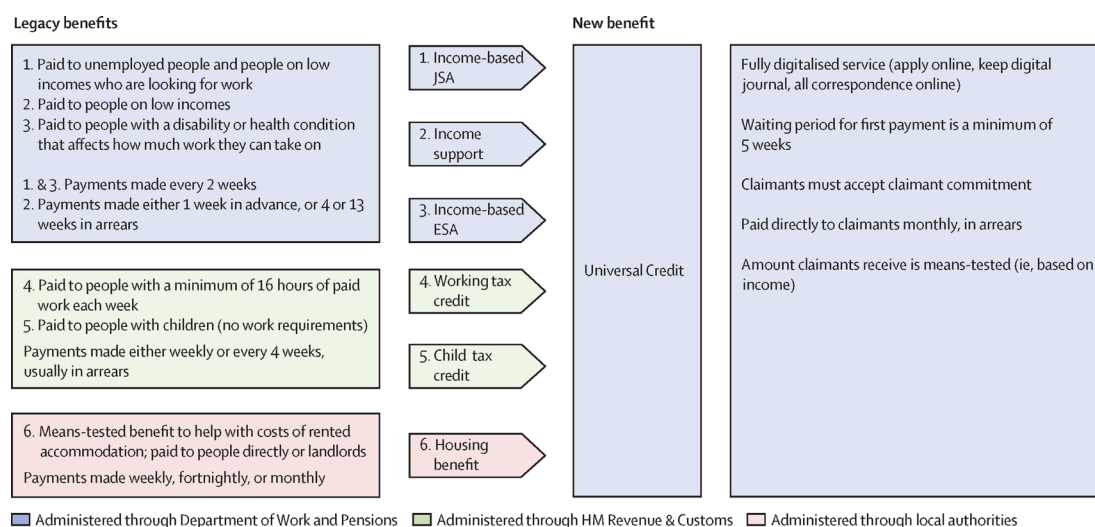 Legacy benefits
New benefit
1. Paid to unemployed people and people on low
incomes who are looking for work
2. Paid to people on low incomes
3. Paid to people with a disability or health condition
that affects how much work they can take on
1. & 3. Payments made every 2 weeks
2. Payments made either 1 week in advance, or 4 or 13
weeks in arrears
1. Income-based
JSA
2. Income
support
3. Income-based
ESA
4. Paid to people with a minimum of 16 hours of paid
work each week
5. Paid to people with children (no work requirements)
Payments made either weekly or every 4 weeks,
usually in arrears
4. Working tax
credit
5. Child tax
credit
6. Means-tested benefit to help with costs of rented
accommodation; paid to people directly or landlords
Payments made weekly, fortnightly, or monthly
6. Housing
benefit
Universal Credit
Fully digitalised service (apply online, keep digital
journal, all correspondence online)
Waiting period for first payment is a minimum of
5 weeks
Claimants must accept claimant commitment
Paid directly to claimants monthly, in arrears
Amount claimants receive is means-tested (ie, based on
income)
Administered through Department of Work and Pensions
Administered through HM Revenue & Customs
Administered through local authorities